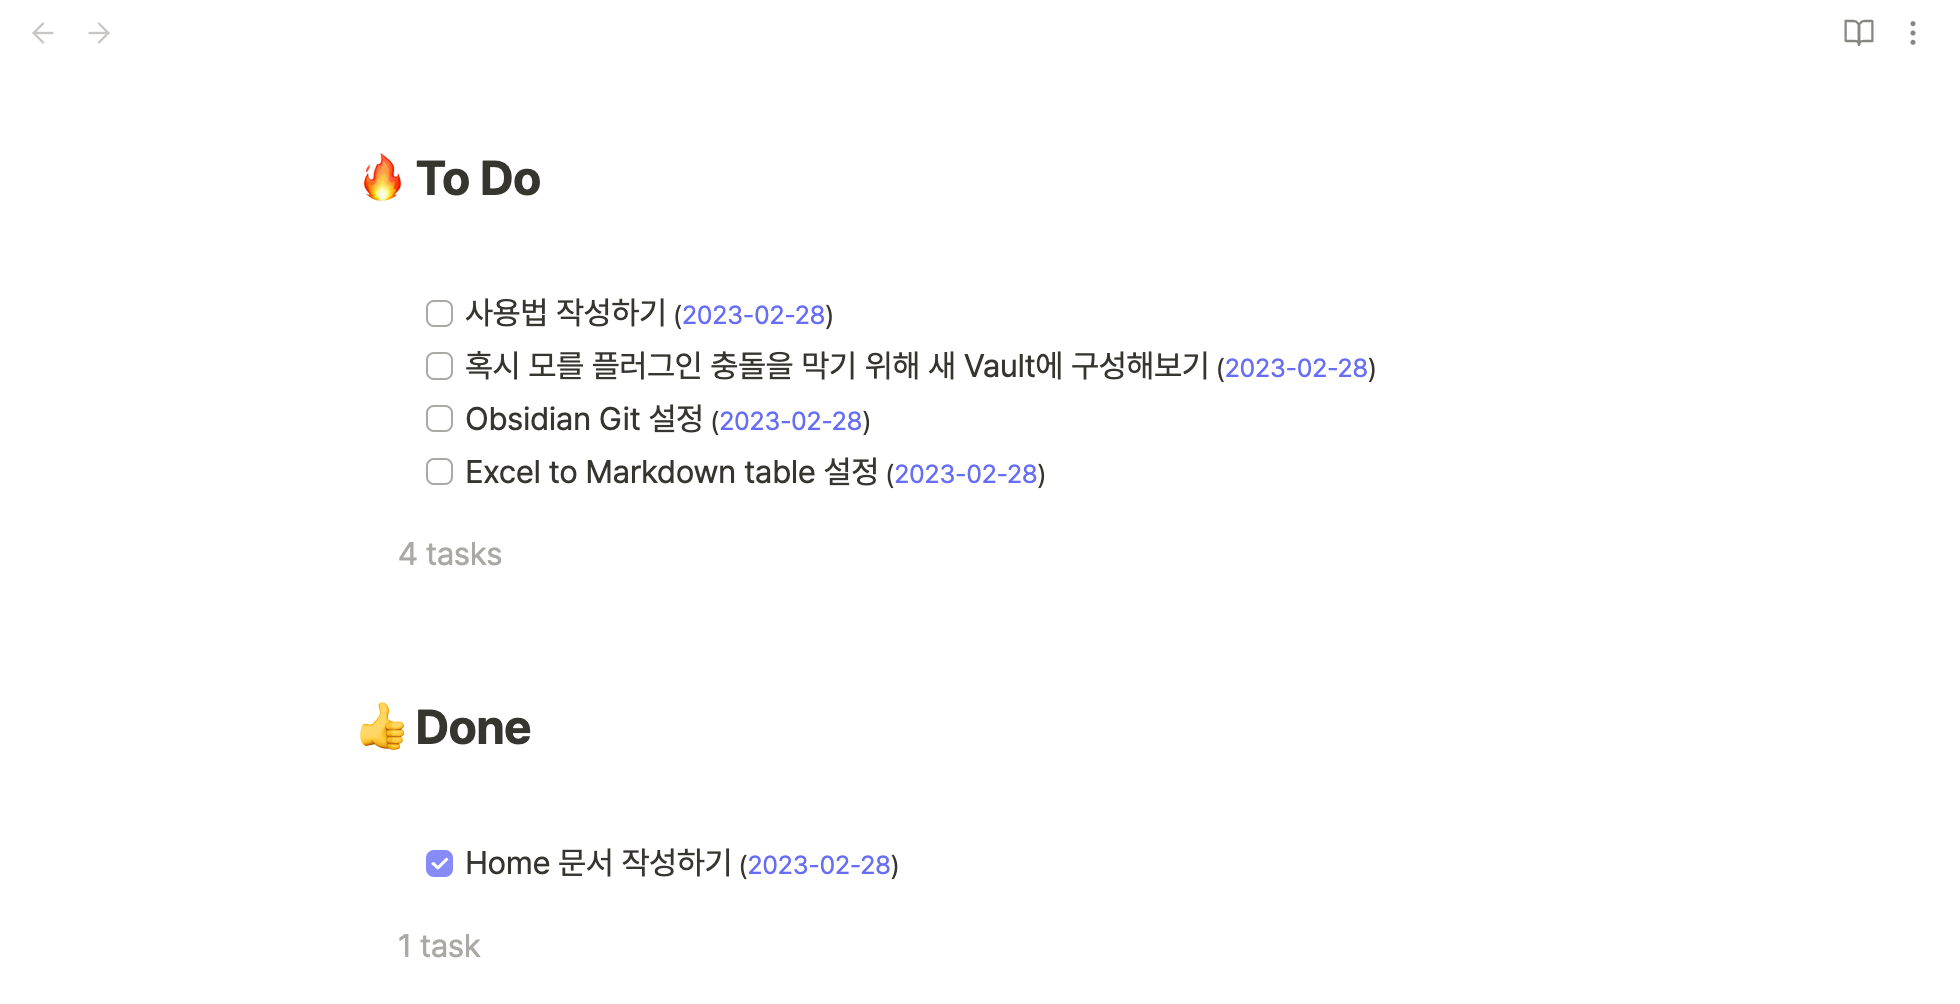 🔥 To Do
사용법 작성하기 (2023-02-28)
혹시 모를 플러그인 충돌을 막기 위해 새 Vault에 구성해보기 (2023-02-28)
Obsidian Git 설정 (2023-02-28)
Excel to Markdown table 설정 (2023-02-28)
4 tasks
👍 Done
Home 문서 작성하기 (2023-02-28)
1 task